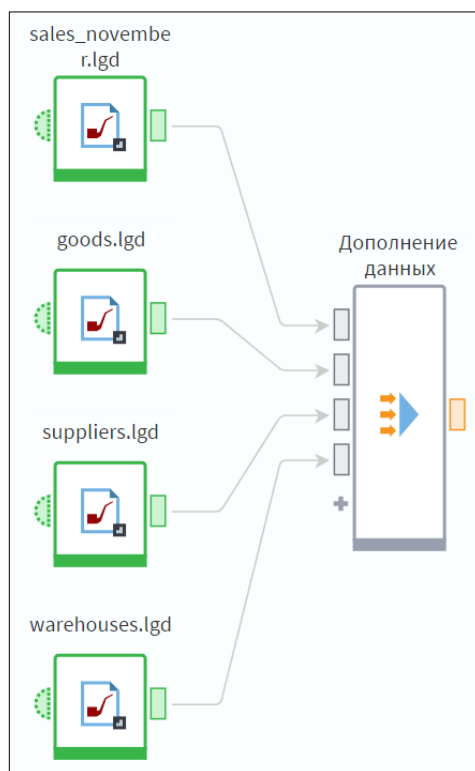 sales_novembe
r.lgd
goods.lgd
Дополнение
данных
suppliers.lgd
warehouses.lgd